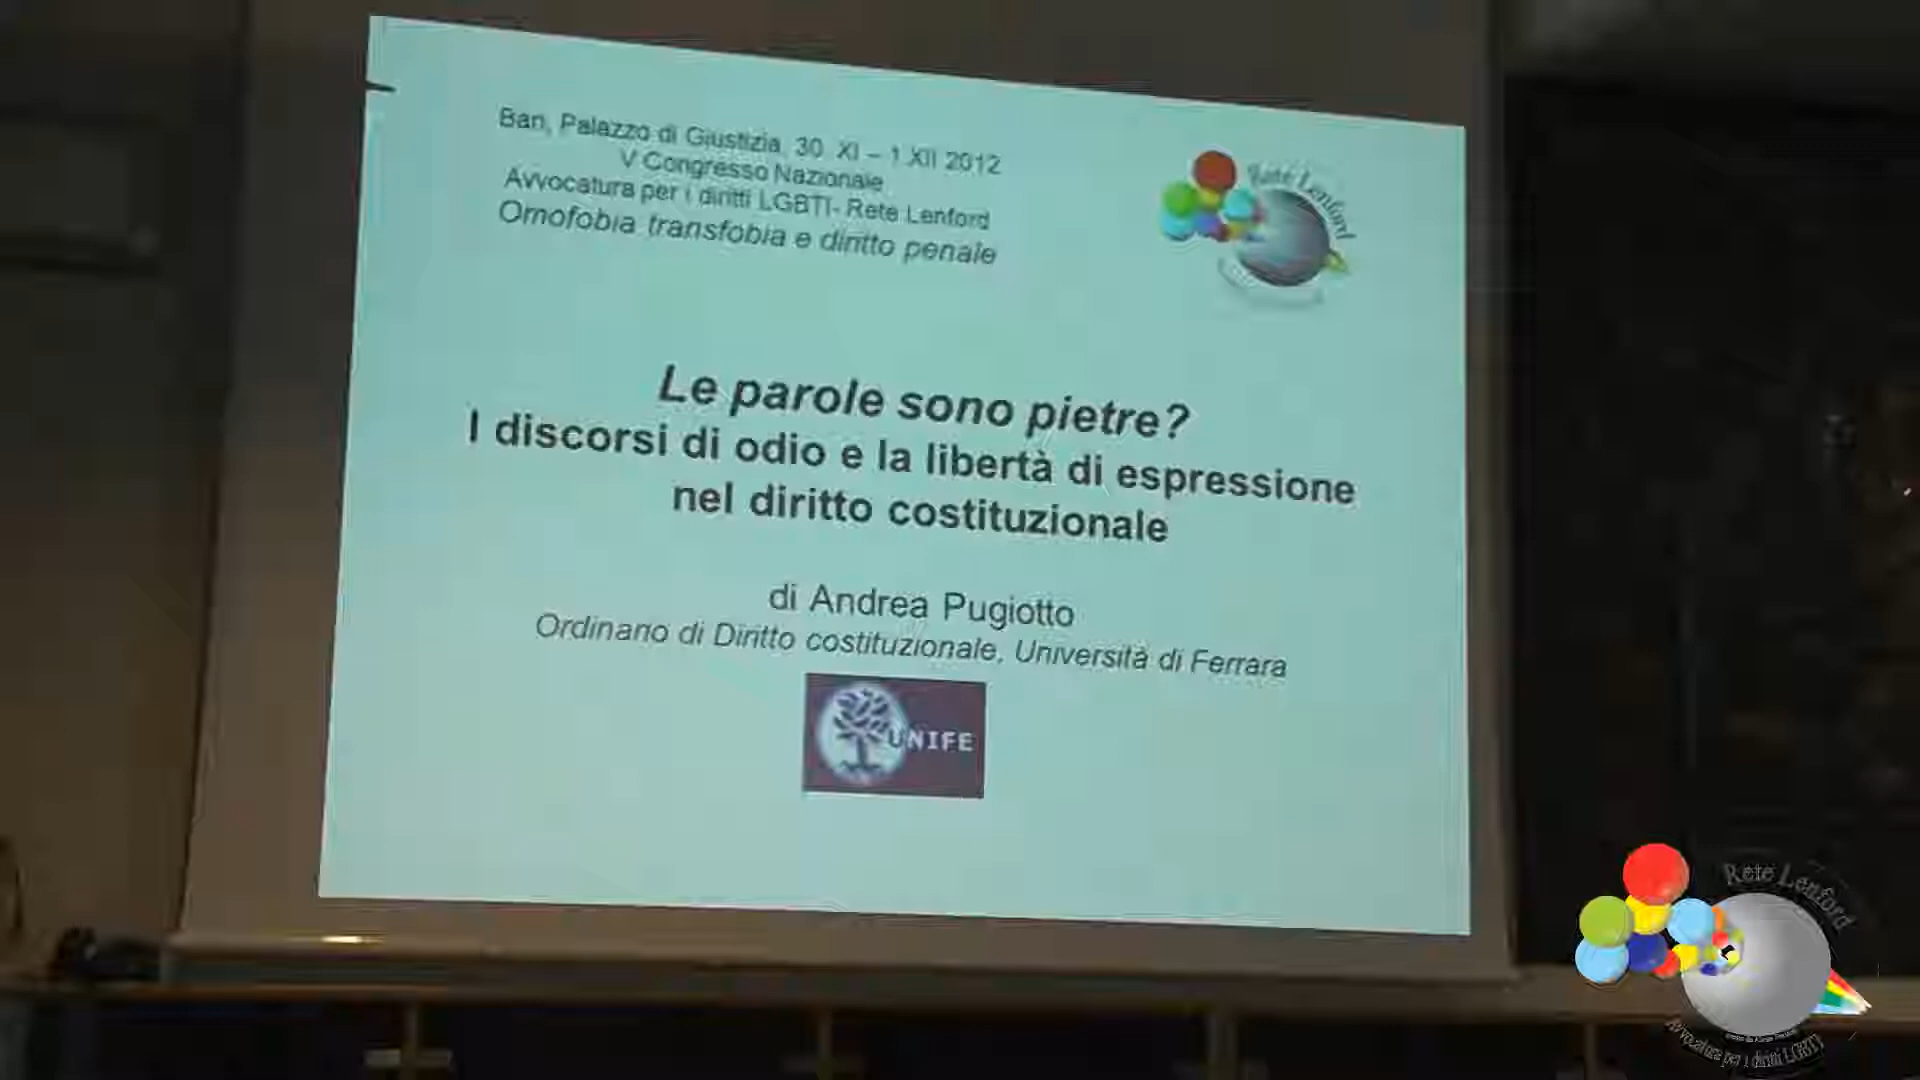 Bari, Palazzo di Giustizia, 30. XI – 1.XII 2012
V Congresso Nazionale
Avvocatura per i diritti LGBTI- Rete Lenford
Omofobia transfobia e diritto penale
Rete Lenford
Le parole sono pietre?
I discorsi di odio e la libertà di espressione
nel diritto costituzionale
di Andrea Pugiotto
Ordinario di Diritto costituzionale, Università di Ferrara
UNIFE
Rete Lenford
Avvocatura per i diritti LGBTI